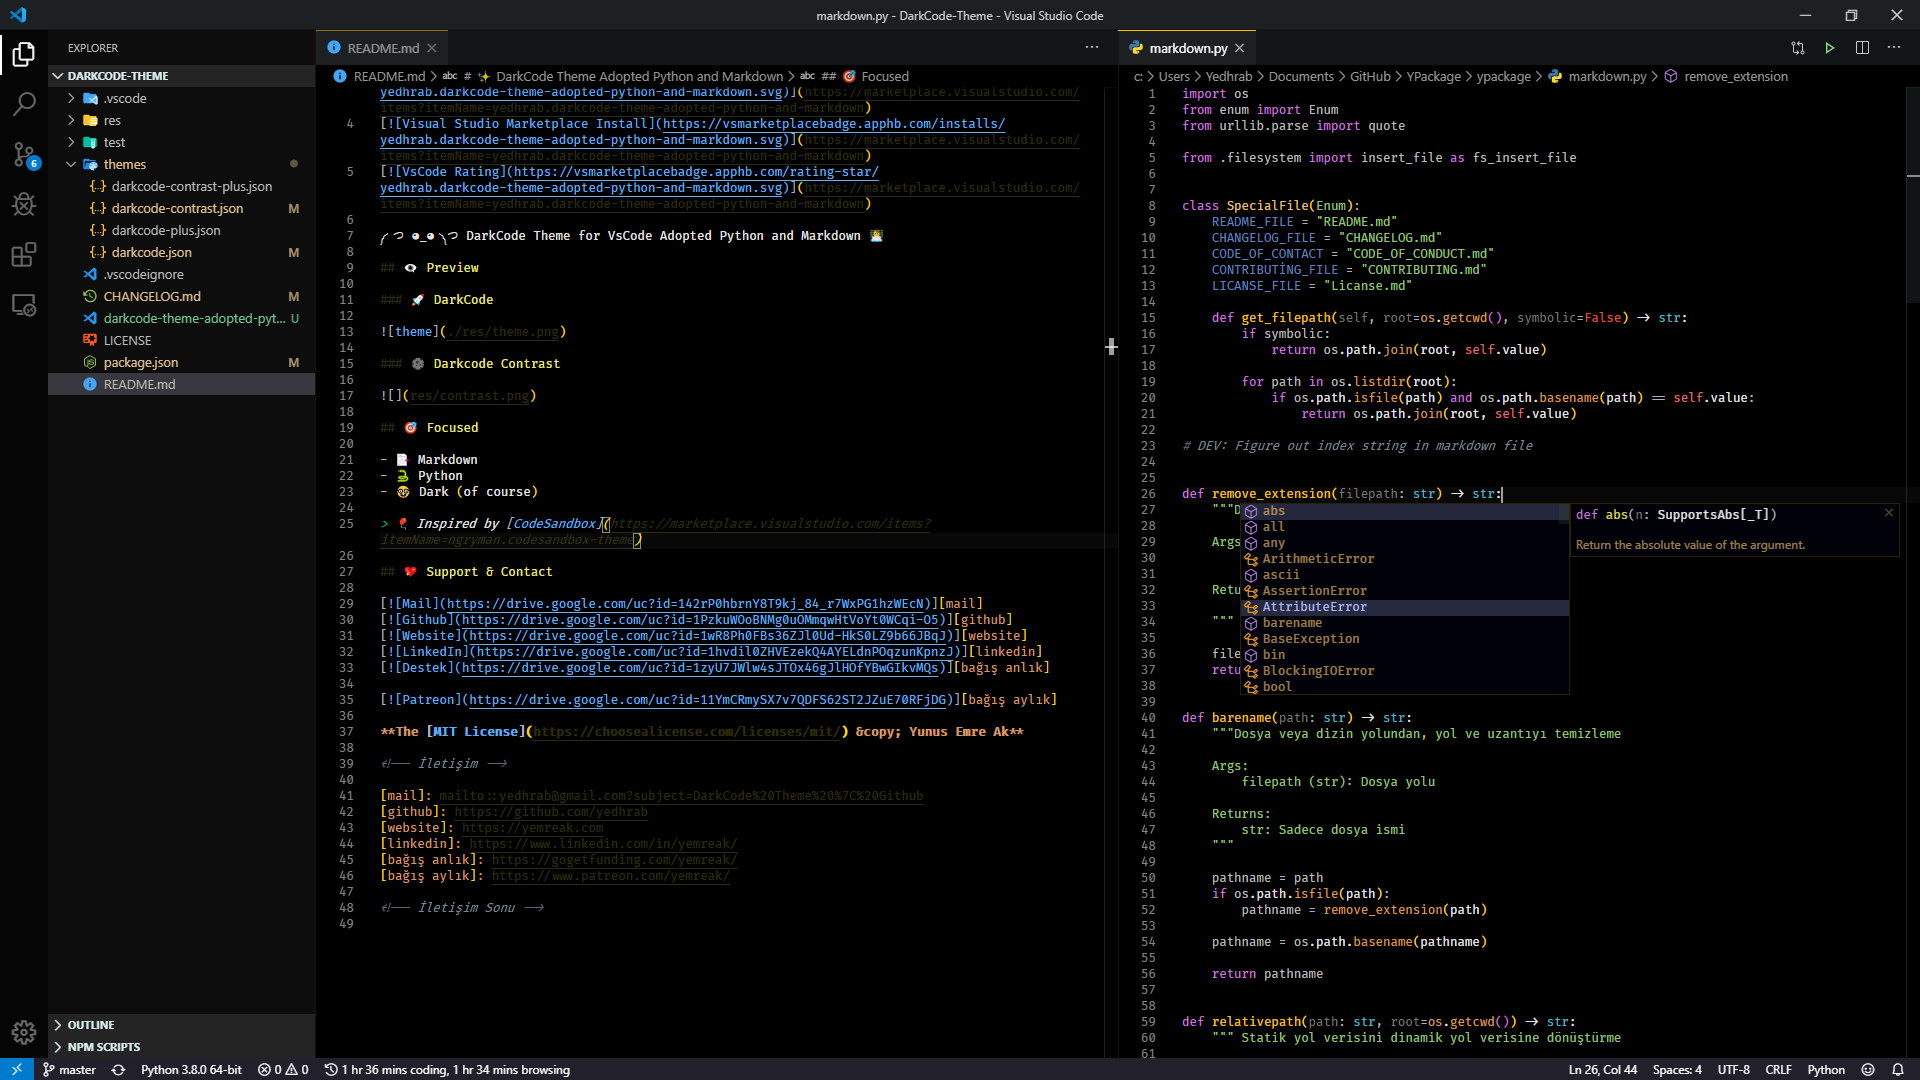 markdown.py - DarkCode-Theme - Visual Studio Code
EXPLORER
DARKCODE-THEME
.vscode
res
test
themes
darkcode-contrast-plus.json
darkcode-contrast.json M
darkcode-plus.json
darkcode.json M
.vscodeignore
CHANGELOG.md M
darkcode-theme-adopted-pyt... U
LICENSE
package.json M
README.md
OUTLINE
NPM SCRIPTS
6
README.md
README.md > abc # ✨ DarkCode Theme Adopted Python and Markdown > abc ## 🎯 Focused
yedhrab.darkcode-theme-adopted-python-and-markdown.svg)](https://marketplace.visualstudio.com/
items?itemName=yedhrab.darkcode-theme-adopted-python-and-markdown)
4 [![Visual Studio Marketplace Install](https://vsmarketplacebadge.apphb.com/installs/
yedhrab.darkcode-theme-adopted-python-and-markdown.svg)](https://marketplace.visualstudio.com/
items?itemName=yedhrab.darkcode-theme-adopted-python-and-markdown)
5 [![VsCode Rating](https://vsmarketplacebadge.apphb.com/rating-star/
yedhrab.darkcode-theme-adopted-python-and-markdown.svg)](https://marketplace.visualstudio.com/
items?itemName=yedhrab.darkcode-theme-adopted-python-and-markdown)
6
7 DarkCode Theme for VsCode Adopted Python and Markdown
8
9 ## 👁 Preview
10
11 ### 🚀 DarkCode
12
13 ![theme](./res/theme.png)
14
15 ### Darkcode Contrast
16
17 ![](res/contrast.png)
18
19 ## 🎯 Focused
20
21 - 📑 Markdown
22 - 🐍 Python
23 - 🤓 Dark (of course)
24
25 > 🎈 Inspired by [CodeSandbox](https://marketplace.visualstudio.com/items?
itemName=ngryman.codesandbox-theme)
26
27 ## 💖 Support & Contact
28
29 [![Mail](https://drive.google.com/uc?id=142rP0hbrnY8T9kj_84_r7WxPG1hzWEcN)][mail]
30 [![Github](https://drive.google.com/uc?id=1PzkuWOoBNMg0uOMmqwHtVoYt0WCqi-O5)][github]
31 [![Website](https://drive.google.com/uc?id=1wR8Ph0FBs36ZJl0Ud-HkS0LZ9b66JBqJ)][website]
32 [![LinkedIn](https://drive.google.com/uc?id=1hvdil0ZHVEzekQ4AYELdnPOqzunKpnzJ)][linkedin]
33 [![Destek](https://drive.google.com/uc?id=1zyU7JWlw4sJTOx46gJlHOfYBwGIkvMQs)][bağış anlık]
34
35 [![Patreon](https://drive.google.com/uc?id=11YmCRmySX7v7QDFS62ST2JZuE70RFjDG)][bağış aylık]
36
37 **The [MIT License](https://choosealicense.com/licenses/mit/) &copy; Yunus Emre Ak**
38
39 <!-- İletişim -->
40
41 [mail]: mailto::yedhrab@gmail.com?subject=DarkCode%20Theme%20%7C%20Github
42 [github]: https://github.com/yedhrab
43 [website]: https://yemreak.com
44 [linkedin]: https://www.linkedin.com/in/yemreak/
45 [bağış anlık]: https://gogetfunding.com/yemreak/
46 [bağış aylık]: https://www.patreon.com/yemreak/
47
48 <!-- İletişim Sonu -->
49
markdown.py
c: > Users > Yedhrab > Documents > GitHub > YPackage > ypackage > markdown.py > remove_extension
1 import os
2 from enum import Enum
3 from urllib.parse import quote
4
5 from .filesystem import insert_file as fs_insert_file
6
7
8 class SpecialFile(Enum):
9 README_FILE = "README.md"
10 CHANGELOG_FILE = "CHANGELOG.md"
11 CODE_OF_CONTACT = "CODE_OF_CONDUCT.md"
12 CONTRIBUTİNG_FILE = "CONTRIBUTING.md"
13 LICANSE_FILE = "Licanse.md"
14
15 def get_filepath(self, root=os.getcwd(), symbolic=False) -> str:
16 if symbolic:
17 return os.path.join(root, self.value)
18
19 for path in os.listdir(root):
20 if os.path.isfile(path) and os.path.basename(path) == self.value:
21 return os.path.join(root, self.value)
22
23 # DEV: Figure out index string in markdown file
24
25
26 def remove_extension(filepath: str) -> str:
27 """D
28
29 Args
30
31
32 Retu
33
34 """
35
36 file
37 retu
38
39
abs
all
any
ArithmeticError
ascii
AssertionError
AttributeError
barename
BaseException
bin
BlockingIOError
bool
def abs(n: SupportsAbs[_T])
Return the absolute value of the argument.
40 def barename(path: str) -> str:
41 """Dosya veya dizin yolundan, yol ve uzantıyı temizleme
42
43 Args:
44 filepath (str): Dosya yolu
45
46 Returns:
47 str: Sadece dosya ismi
48 """
49
50 pathname = path
51 if os.path.isfile(path):
52 pathname = remove_extension(path)
53
54 pathname = os.path.basename(pathname)
55
56 return pathname
57
58
59 def relativepath(path: str, root=os.getcwd()) -> str:
60 """ Statik yol verisini dinamik yol verisine dönüştürme
61
master
Python 3.8.0 64-bit
0 0
1 hr 36 mins coding, 1 hr 34 mins browsing
Ln 26, Col 44
Spaces: 4
UTF-8
CRLF
Python